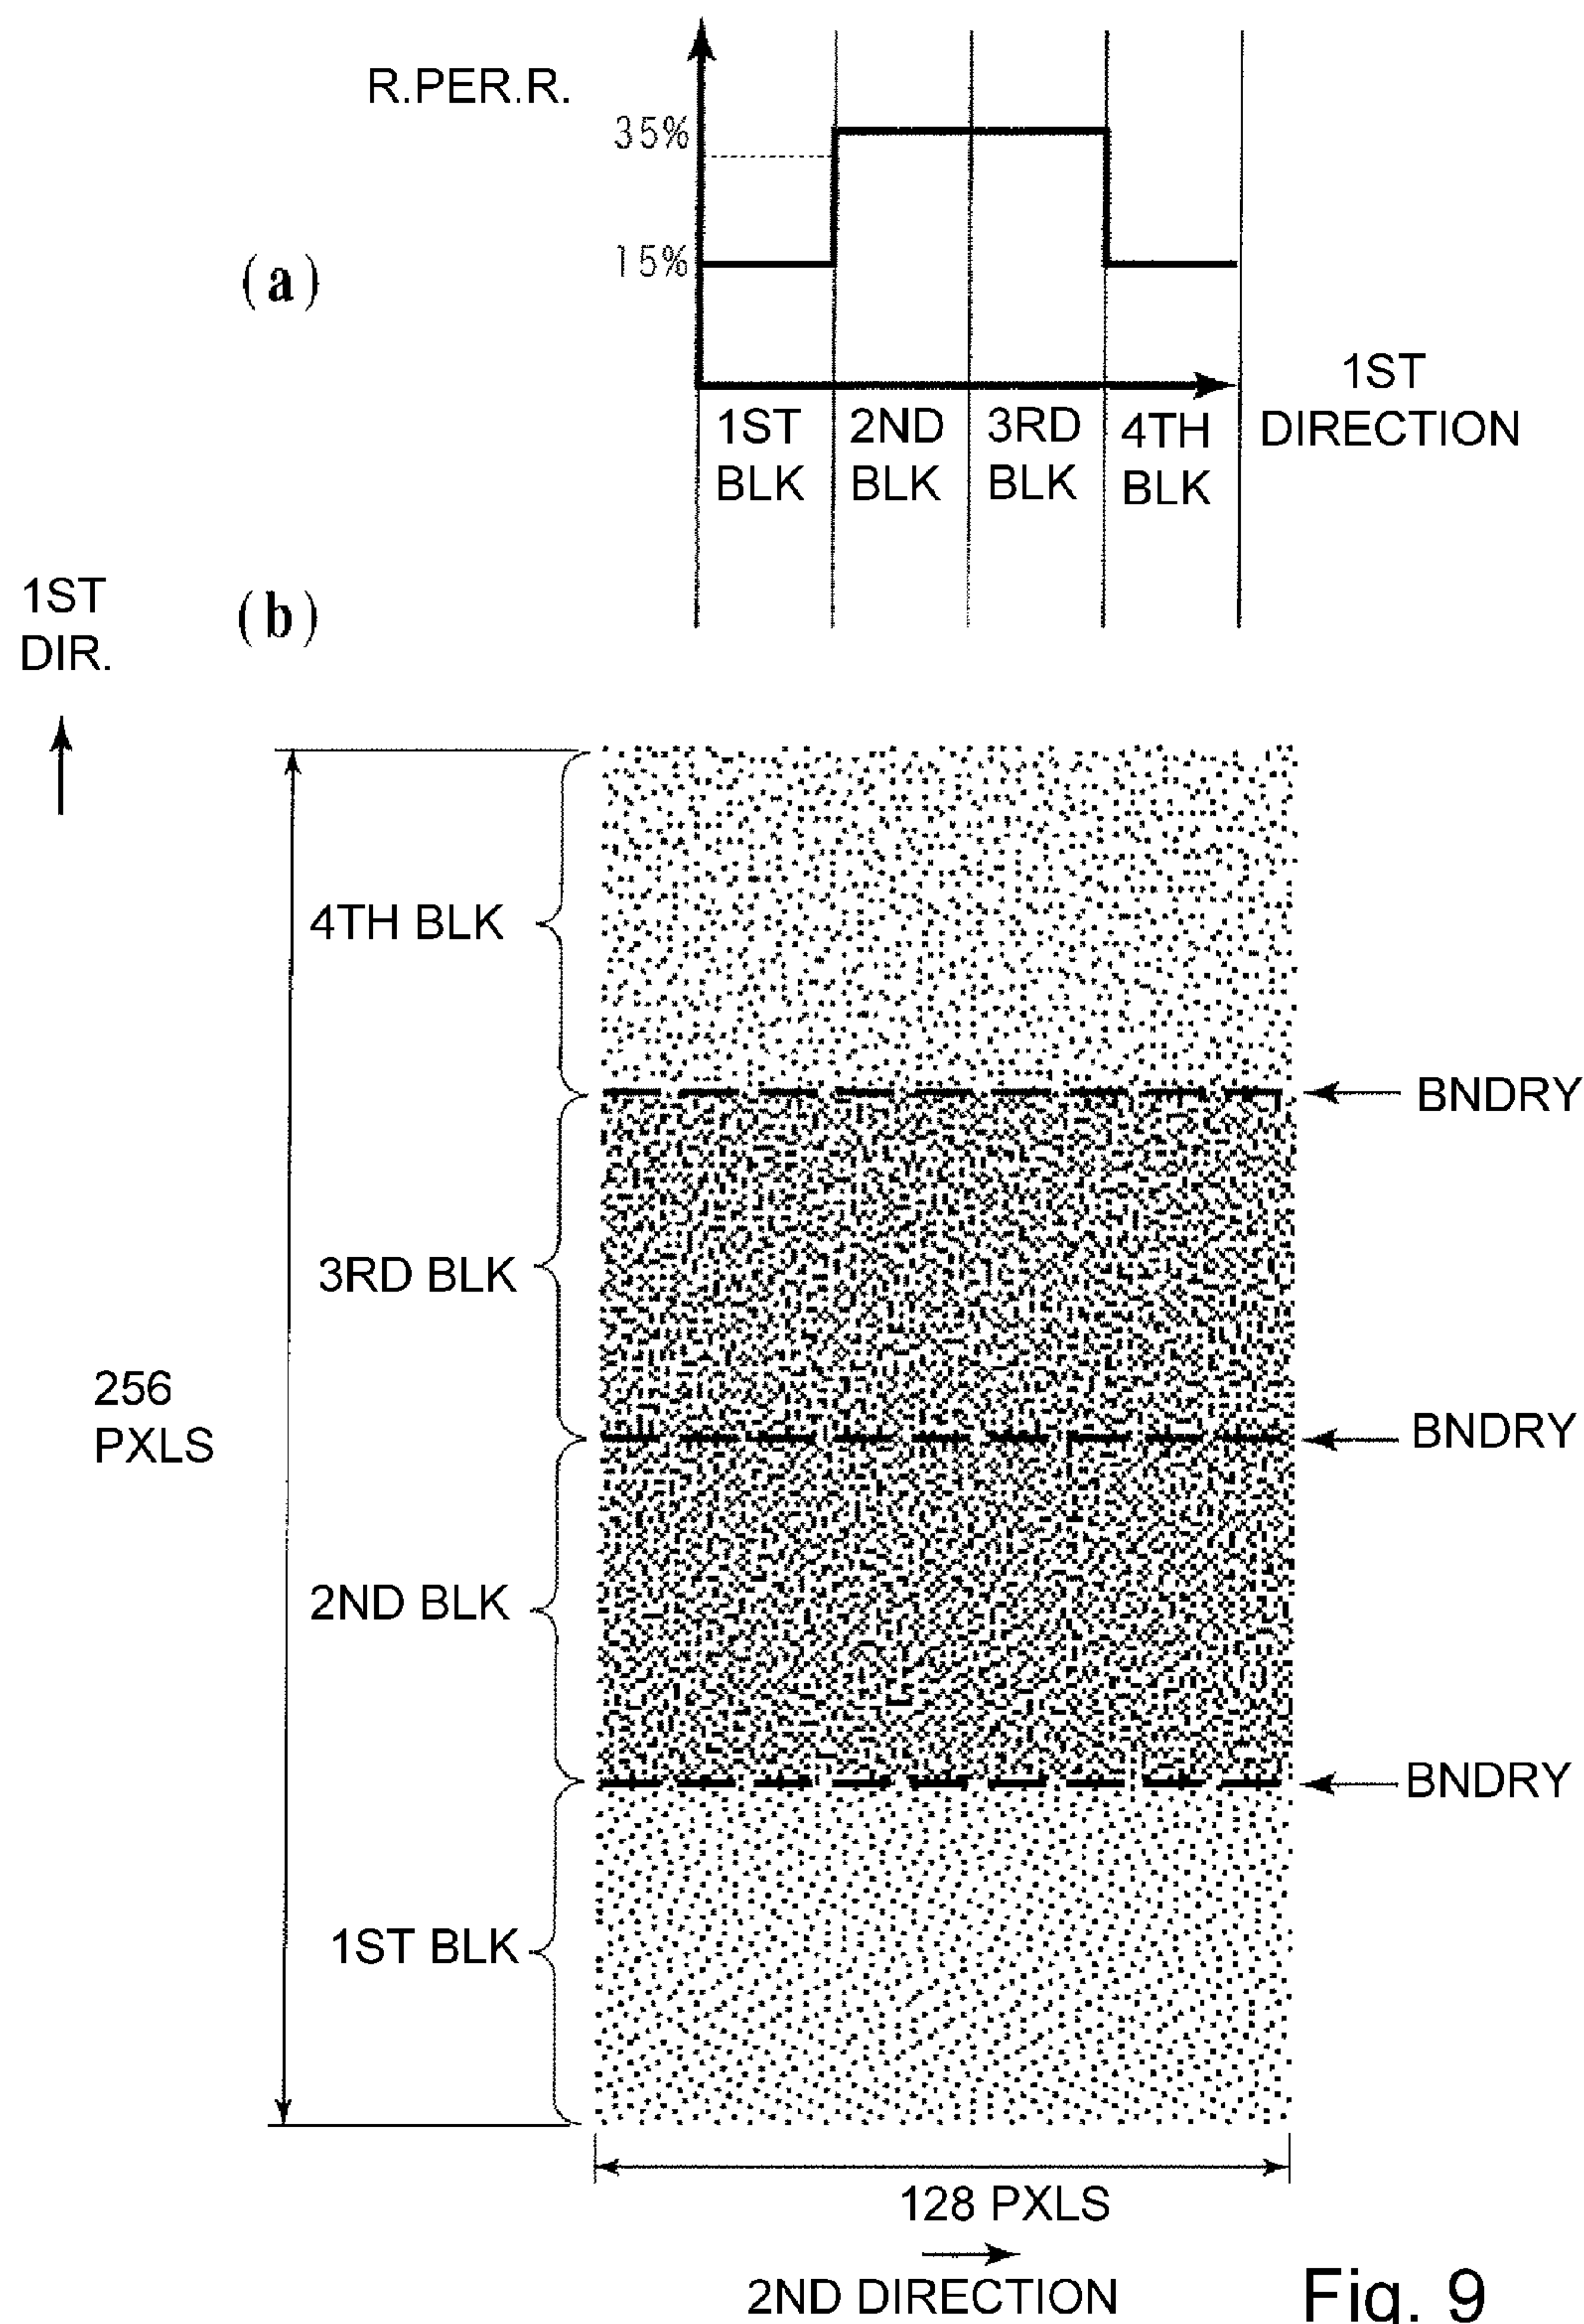 R.PER.R.
35%
15%
(a)
1ST
DIRECTION
1ST
BLK
2ND
BLK
3RD
BLK
4TH
BLK
1ST
DIR.
(b)
4TH BLK
BNDRY
3RD BLK
256
PXLS
BNDRY
2ND BLK
BNDRY
1ST BLK
128 PXLS
2ND DIRECTION
Fig. 9